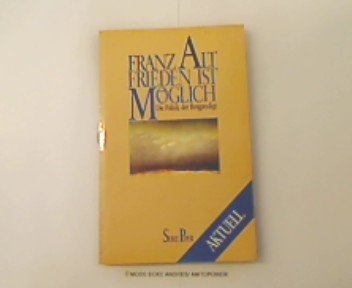 FRANZ ALT
FRIEDEN IST
MÖGLICH
Die Politik der Bergpredigt
SERIE PIPER
AKTUELL